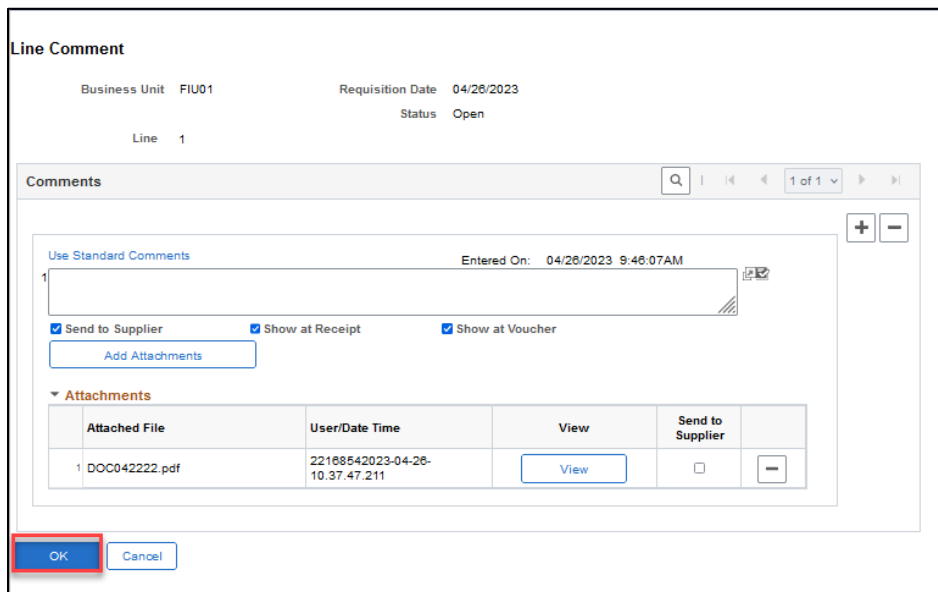 Line Comment
Business Unit FIU01 Requisition Date 04/26/2023
Status Open
Line 1
Comments 1 of 1
Use Standard Comments Entered On: 04/26/2023 9:46:07AM
1
Send to Supplier Show at Receipt Show at Voucher
Add Attachments
Attachments
Attached File User/Date Time View Send to Supplier
1 DOC042222.pdf 22168542023-04-26-10.37.47.211 View
OK Cancel